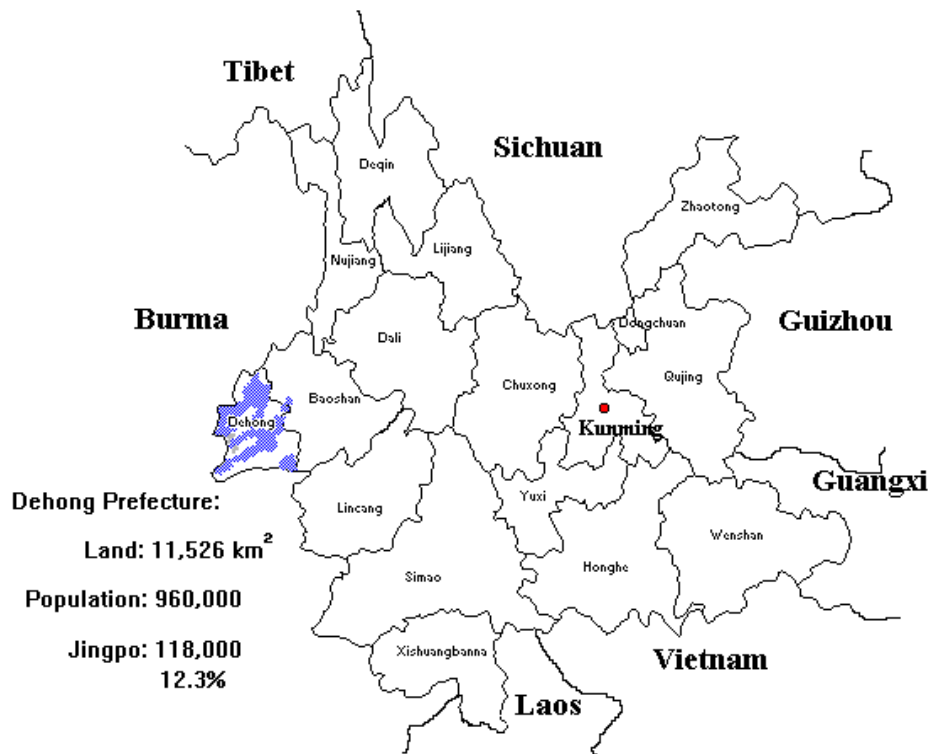 Tibet
Sichuan
Deqin
Zhaotong
Lijiang
Nujiang
Burma
Dongchuan
Guizhou
Dali
Qujing
Chuxong
Baoshan
Dehong
Kunming
Guangxi
Dehong Prefecture:
Yuxi
Lincang
Wenshan
Land: 11,526 km²
Honghe
Simao
Population: 960,000
Jingpo: 118,000
12.3%
Xishuangbanna
Vietnam
Laos